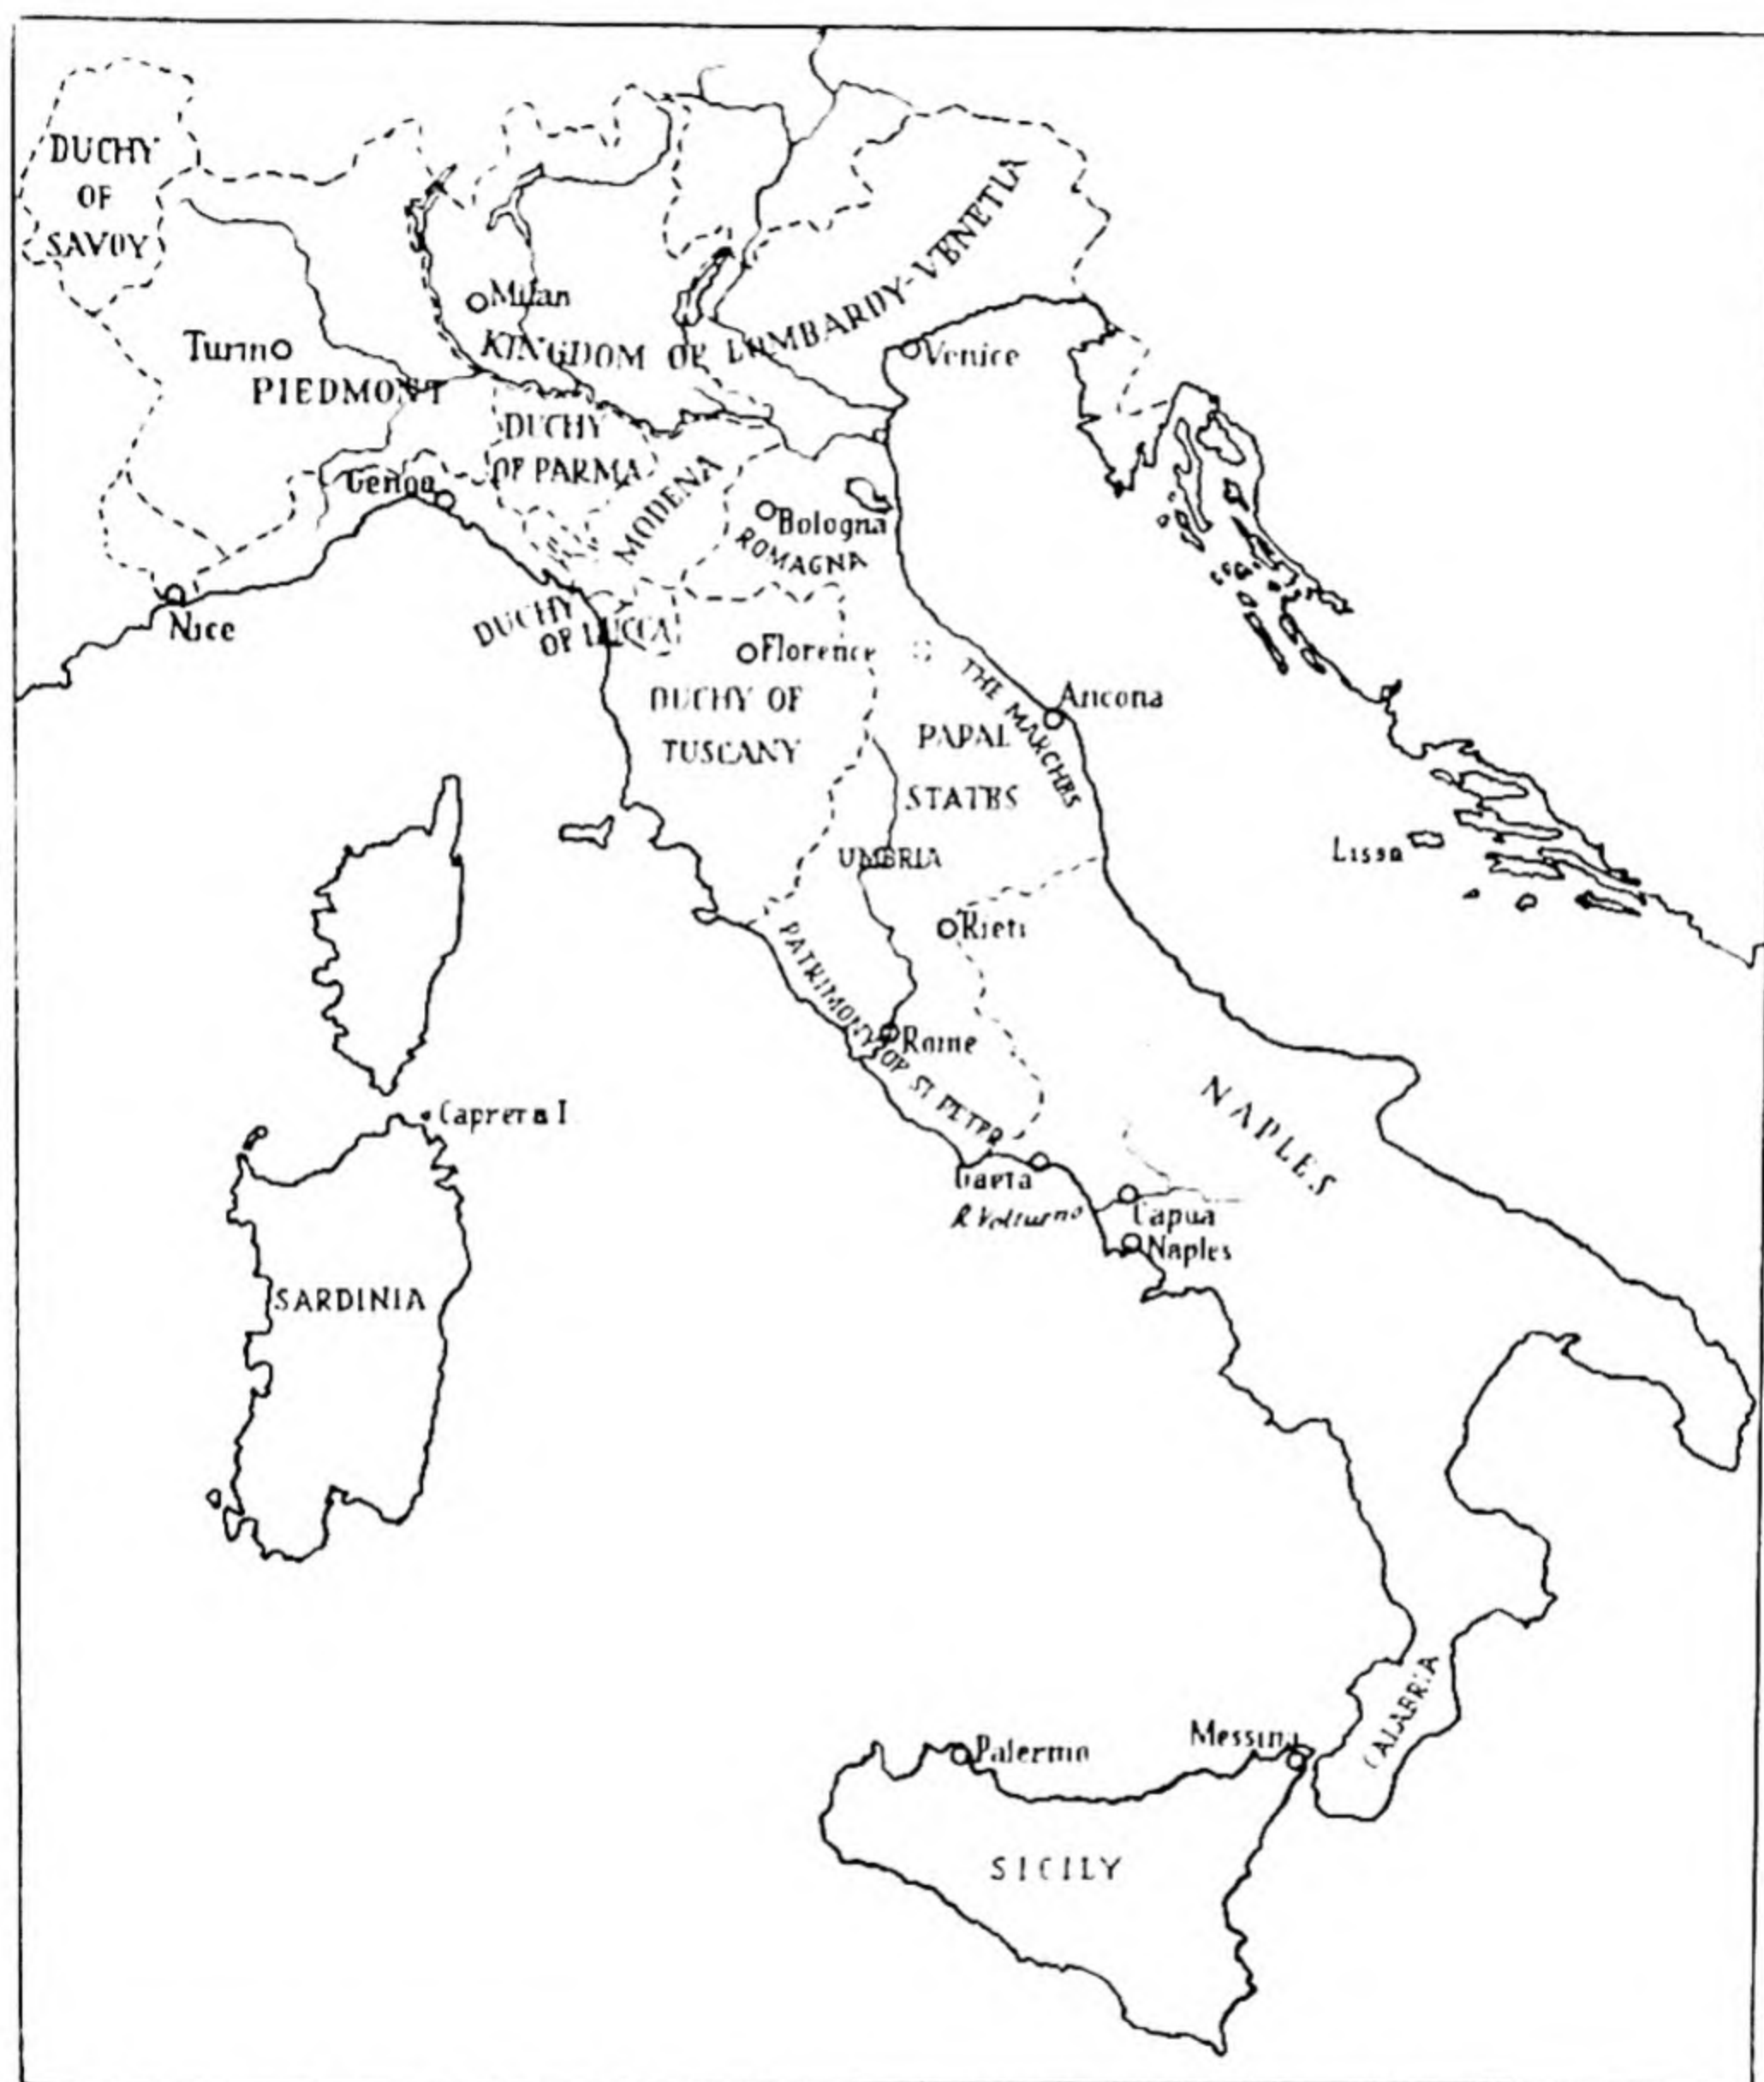 DUCHY
OF
SAVOY
Milan
KINGDOM OF LOMBARDY-VENETIA
Turin
Venice
PIEDMONT
DUCHY
OF PARMA
Genoa
MODENA
Bologna
ROMAGNA
Nice
DUCHY
OF LUCCA
Florence
DUCHY OF
TUSCANY
THE MARCHES
Ancona
PAPAL
STATES
UMBRIA
Lissa
Rieti
PATRIMONY OF ST PETER
Rome
NAPLES
Caprera I
Gaeta
R Volturno
Capua
Naples
SARDINIA
CALABRIA
Messina
Palermo
SICILY